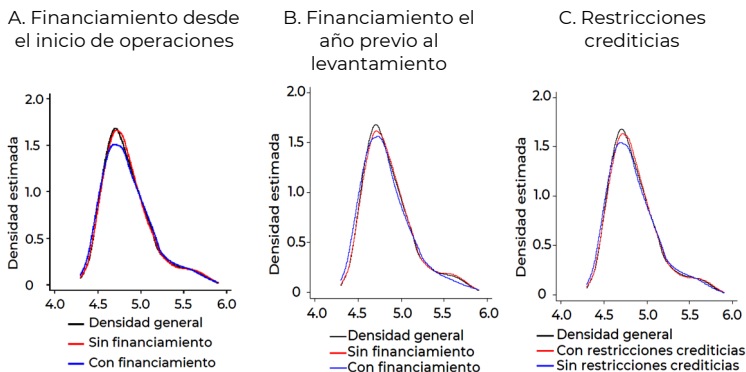 A. Financiamiento desde
el inicio de operaciones
B. Financiamiento el
año previo al
levantamiento
C. Restricciones
crediticias
Densidad estimada
2.0
1.5
1.0
0.5
0
4.0 4.5 5.0 5.5 6.0
Densidad general
Sin financiamiento
Con financiamiento
Densidad estimada
2.0
1.5
1.0
0.5
0
4.0 4.5 5.0 5.5 6.0
Densidad general
Sin financiamiento
Con financiamiento
Densidad estimada
2.0
1.5
1.0
0.5
0
4.0 4.5 5.0 5.5 6.0
Densidad general
Con restricciones crediticias
Sin restricciones crediticias